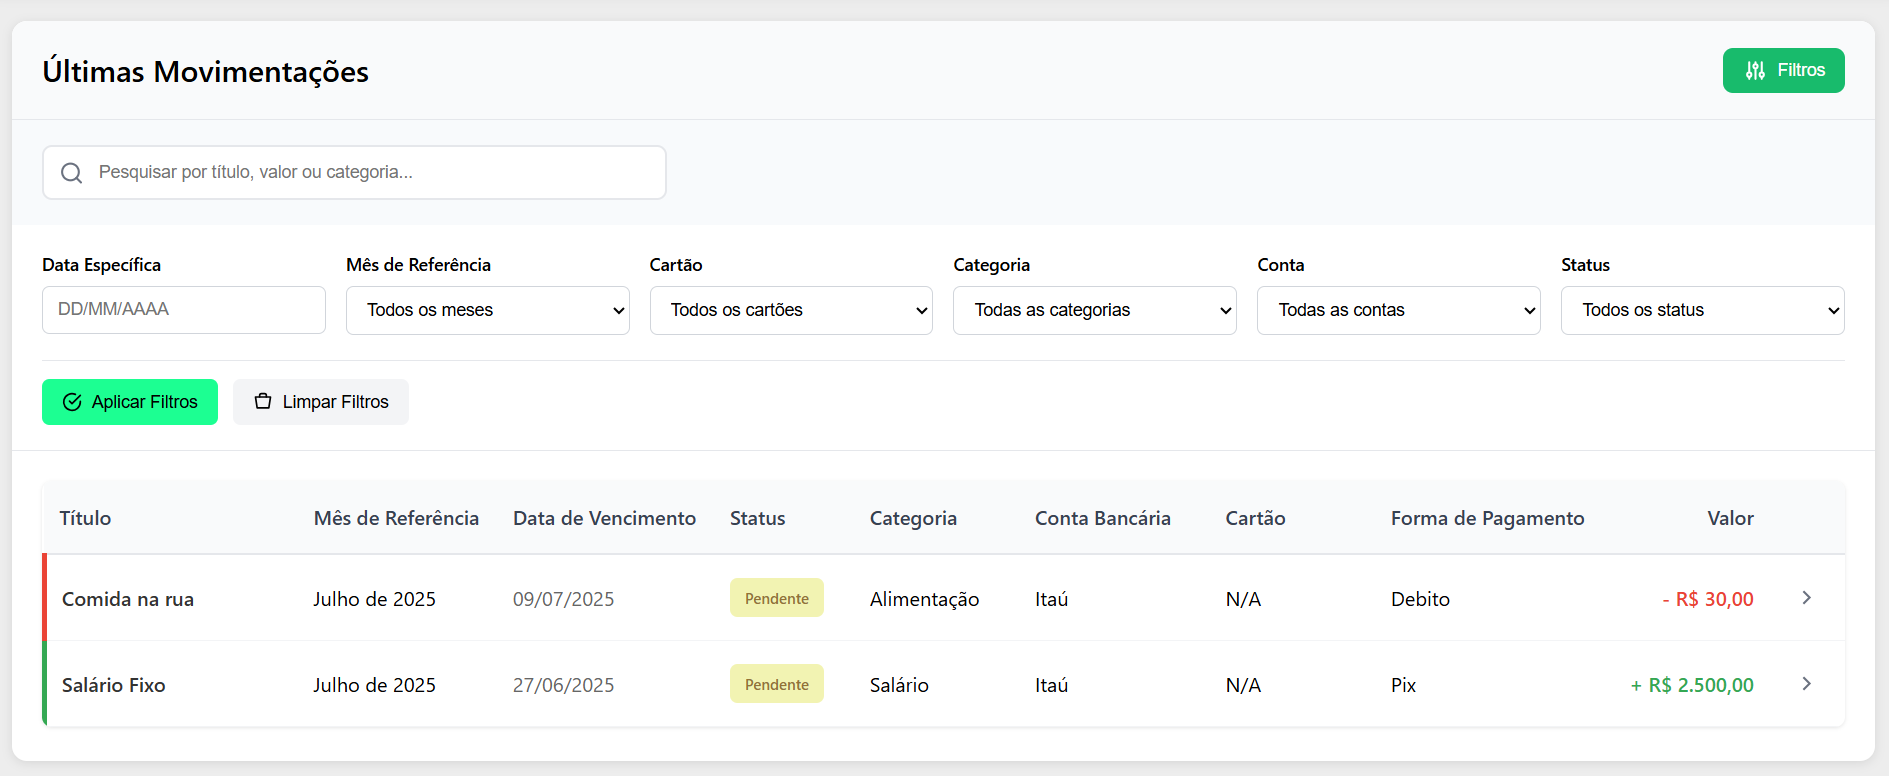 Últimas Movimentações
Filtros
Pesquisar por título, valor ou categoria...
Data Específica Mês de Referência Cartão Categoria Conta Status
DD/MM/AAAA Todos os meses Todos os cartões Todas as categorias Todas as contas Todos os status
Aplicar Filtros Limpar Filtros
Título Mês de Referência Data de Vencimento Status Categoria Conta Bancária Cartão Forma de Pagamento Valor
Comida na rua Julho de 2025 09/07/2025 Pendente Alimentação Itaú N/A Debito - R$ 30,00
Salário Fixo Julho de 2025 27/06/2025 Pendente Salário Itaú N/A Pix + R$ 2.500,00